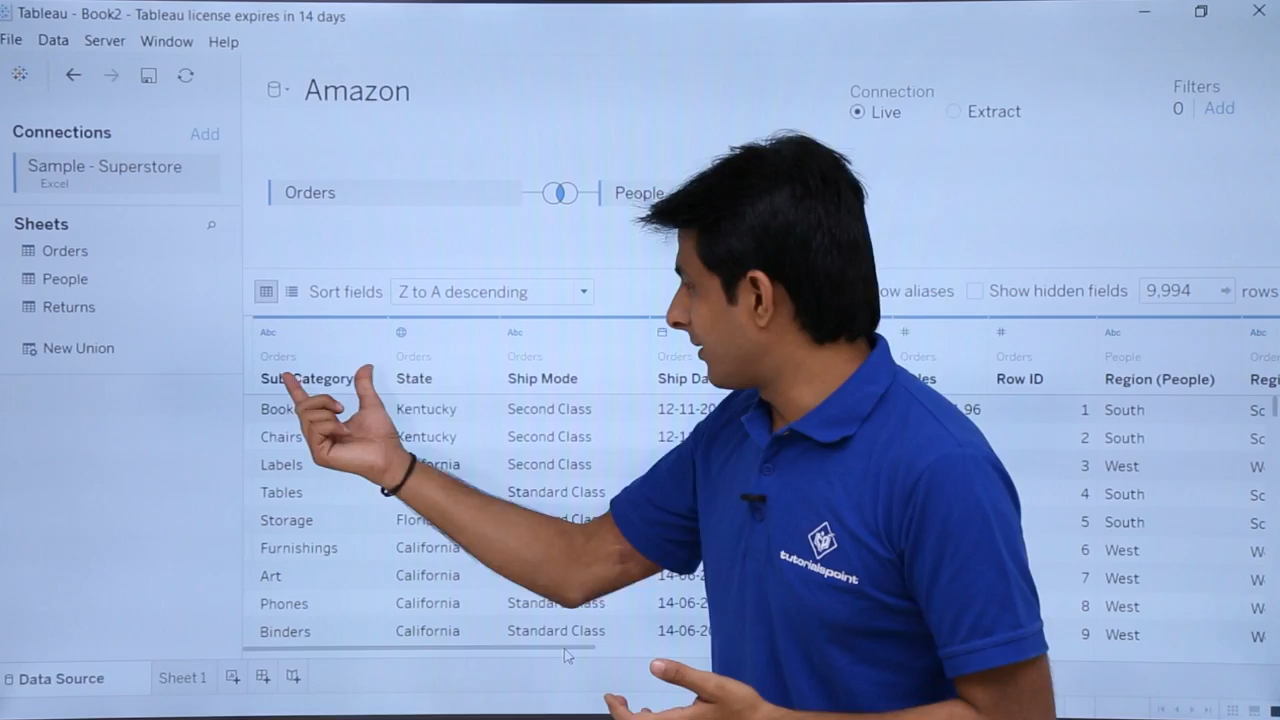 Tableau - Book2 - Tableau license expires in 14 days
File Data Server Window Help
Amazon
Connection
Live Extract
Filters
0 Add
Connections Add
Sample - Superstore
Excel
Orders People
Sheets
Orders
People
Returns
New Union
Sort fields Z to A descending aliases Show hidden fields 9,994 rows
Abc Abc # # Abc Abc
Orders Orders Orders Orders Orders Orders People
Category State Ship Mode Ship Row ID Region (People)
Kentucky Second Class 1 South
Chairs Kentucky Second Class 2 South
Labels Second Class 3 West
Tables Standard Class 4 South
Storage 5 South
Furnishings California 6 West
Art California 7 West
Phones California 8 West
Binders California Standard Class 9 West
Data Source Sheet 1
tutorialspoint